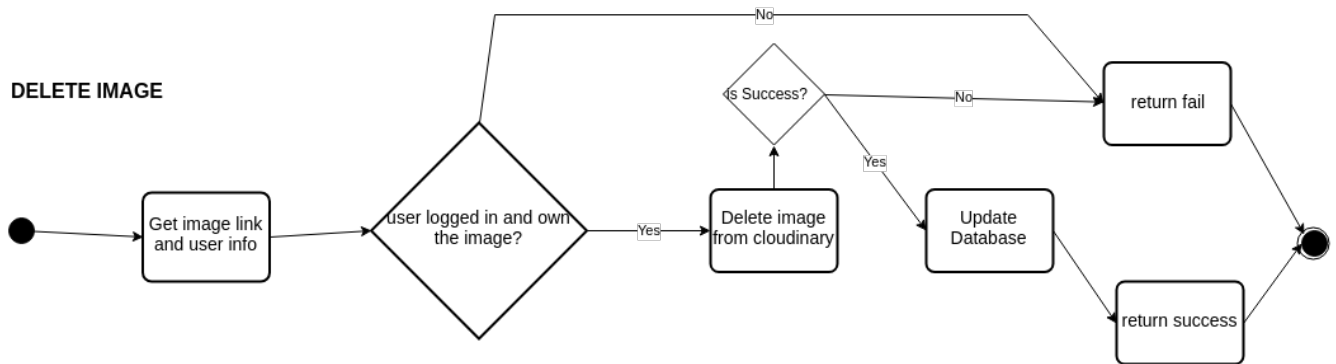 No
DELETE IMAGE
Is Success?
No
return fail
Yes
Get image link
and user info
user logged in and own
the image?
Yes
Delete image
from cloudinary
Update
Database
return success